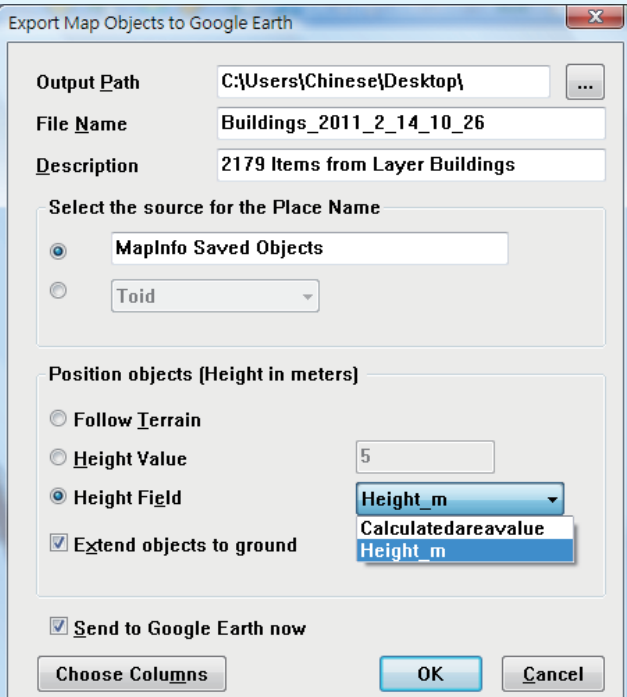 Export Map Objects to Google Earth
Output Path C:\Users\Chinese\Desktop\ ...
File Name Buildings_2011_2_14_10_26
Description 2179 Items from Layer Buildings
Select the source for the Place Name
MapInfo Saved Objects
Toid
Position objects (Height in meters)
Follow Terrain
Height Value 5
Height Field Height_m
Calculatedareavalue
Extend objects to ground Height_m
Send to Google Earth now
Choose Columns OK Cancel